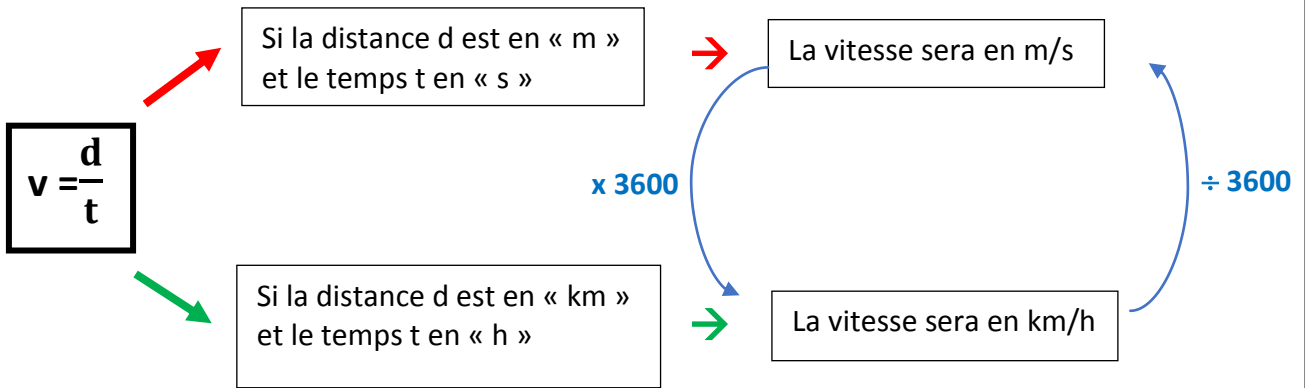 Si la distance d est en « m »
et le temps t en « s »
➔
La vitesse sera en m/s
v = d/t
x 3600
÷ 3600
Si la distance d est en « km »
et le temps t en « h »
➔
La vitesse sera en km/h